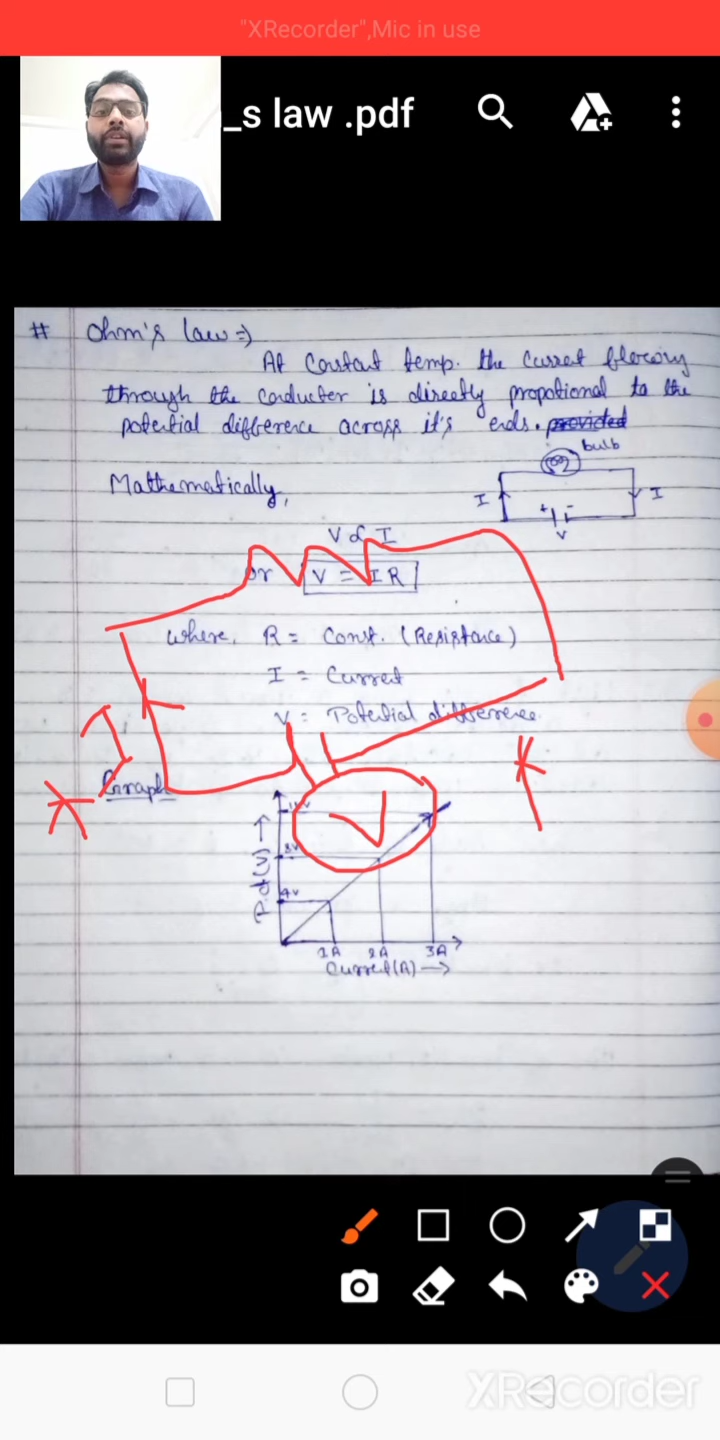 "XRecorder",Mic in use
_s law .pdf
# Ohm's law ⇒
At Constant temp. the Current flowing
through the conductor is directly propotional to the
potential difference across it's ends. provided
bulb
Mathematically,
I
I
+ -
V
V ∝ I
or V = IR
where, R = Const. (Resistance)
I = Current
V = Potential difference
I
Graph
V
8V
4V
P.d (V) →
1A 2A 3A
Current (A) →
XRecorder